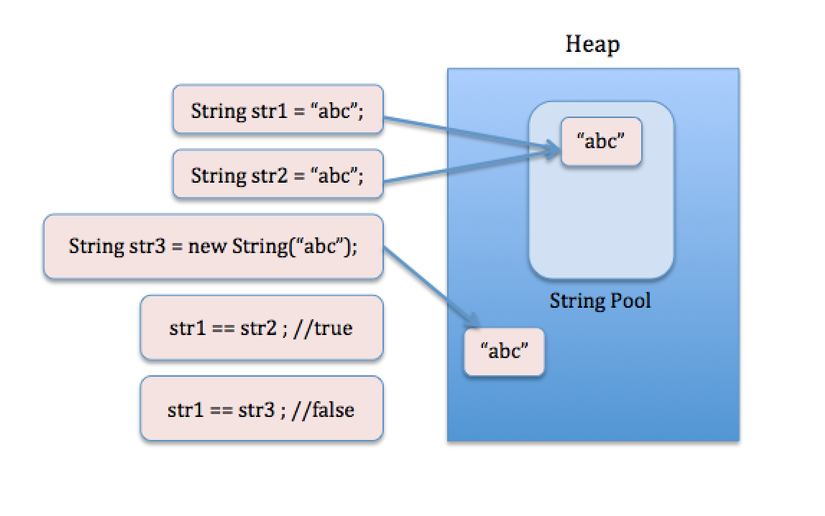 Heap
String str1 = “abc”;
“abc”
String str2 = “abc”;
String str3 = new String(“abc”);
String Pool
str1 == str2 ; //true
“abc”
str1 == str3 ; //false